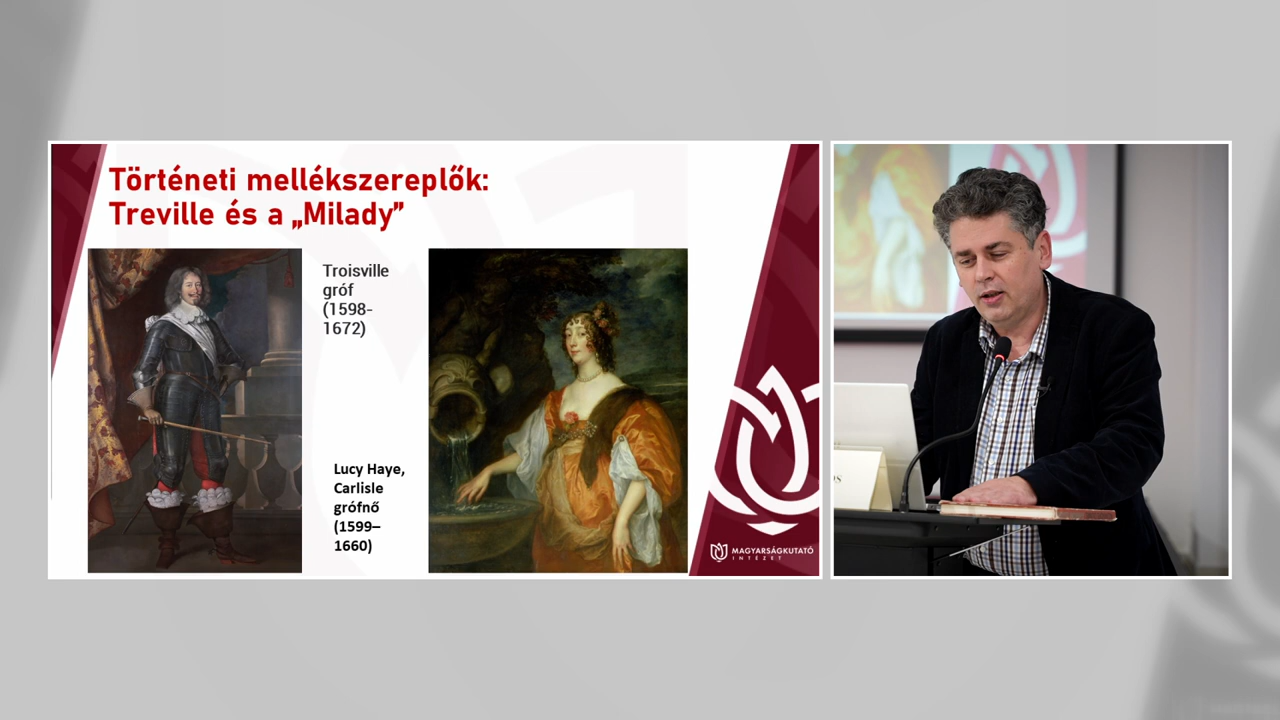 Történeti mellékszereplők:
Treville és a „Milady”
Troisville
gróf
(1598-
1672)
Lucy Haye,
Carlisle
grófnő
(1599–
1660)
MAGYARSÁGKUTATÓ
INTÉZET